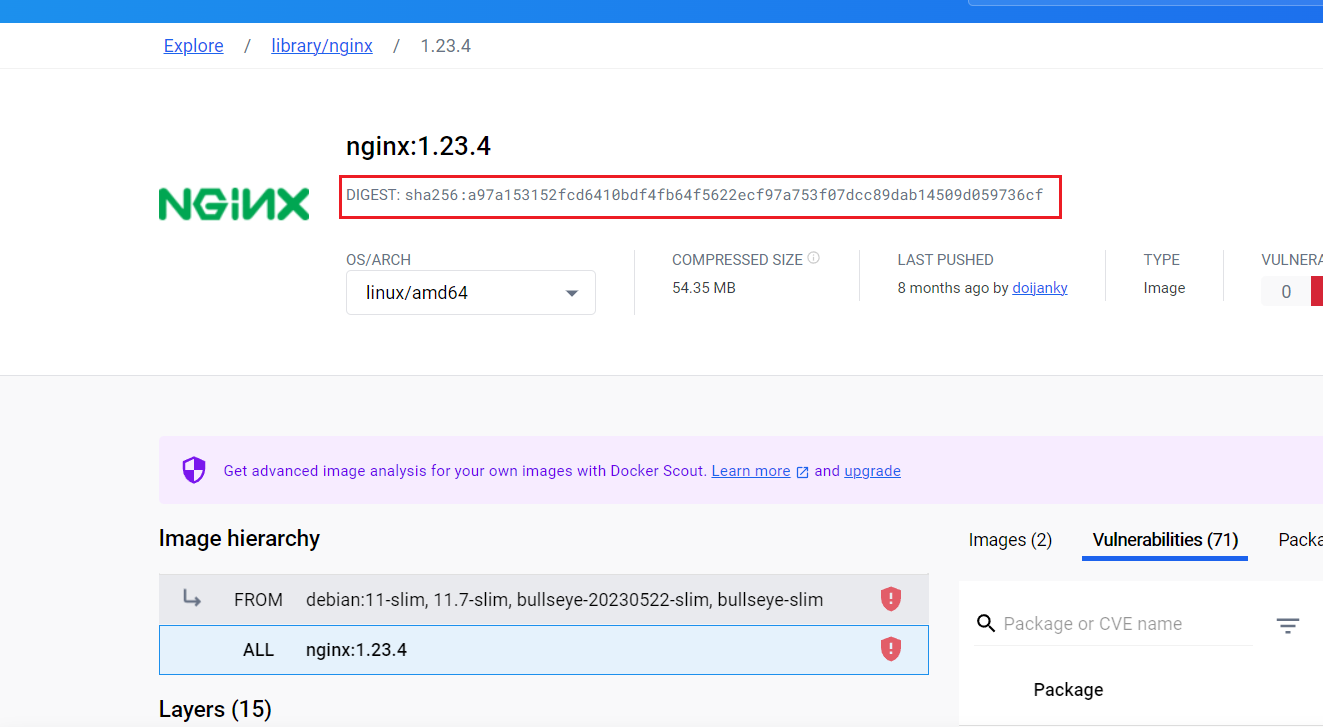 Explore / library/nginx / 1.23.4
nginx:1.23.4
NGINX
DIGEST: sha256:a97a153152fcd6410bdf4fb64f5622ecf97a753f07dcc89dab14509d059736cf
OS/ARCH
linux/amd64
COMPRESSED SIZE
54.35 MB
LAST PUSHED
8 months ago by doijanky
TYPE
Image
VULNERA
0
Get advanced image analysis for your own images with Docker Scout. Learn more and upgrade
Image hierarchy
FROM debian:11-slim, 11.7-slim, bullseye-20230522-slim, bullseye-slim
ALL nginx:1.23.4
Layers (15)
Images (2) Vulnerabilities (71) Packa
Package or CVE name
Package